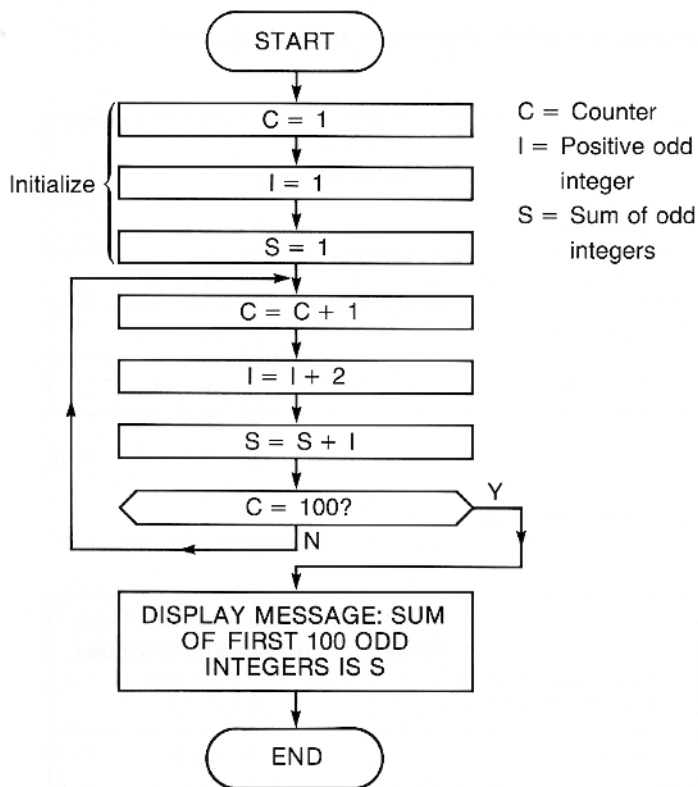 START
C = 1
I = 1
S = 1
Initialize
C = Counter
I = Positive odd
integer
S = Sum of odd
integers
C = C + 1
I = I + 2
S = S + I
C = 100?
Y
N
DISPLAY MESSAGE: SUM
OF FIRST 100 ODD
INTEGERS IS S
END